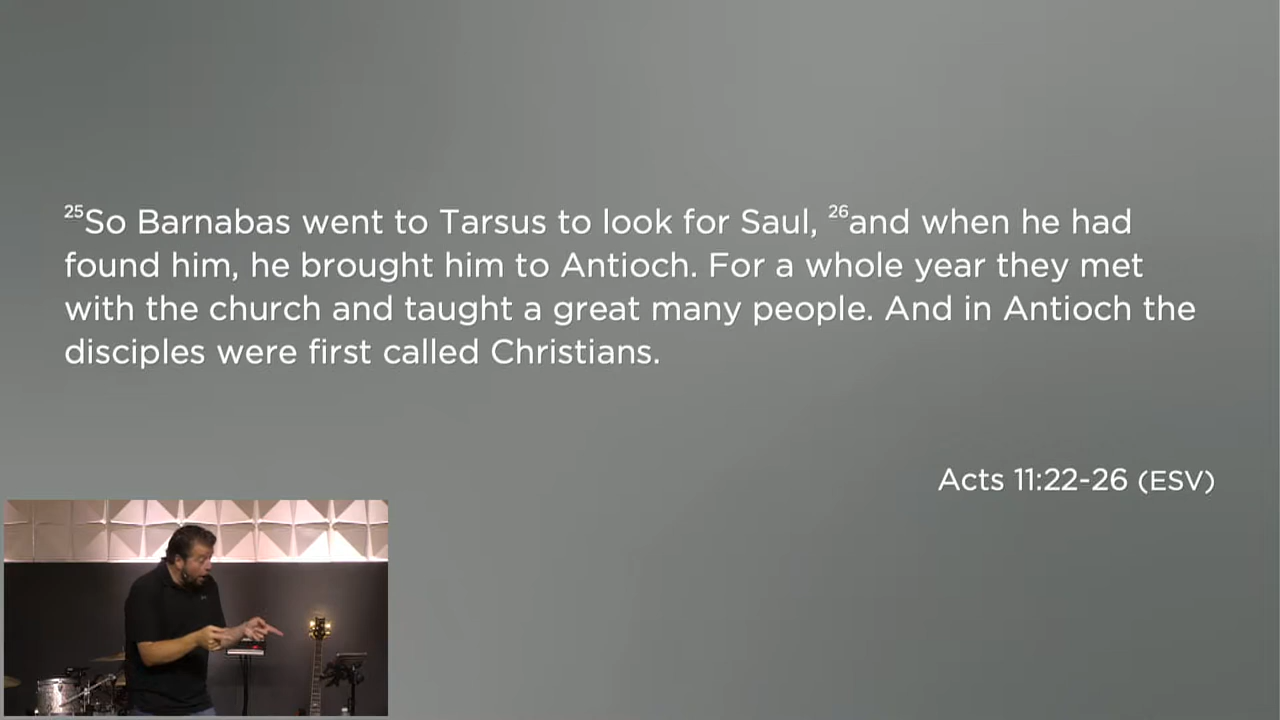 25So Barnabas went to Tarsus to look for Saul, 26and when he had
found him, he brought him to Antioch. For a whole year they met
with the church and taught a great many people. And in Antioch the
disciples were first called Christians.
Acts 11:22-26 (ESV)